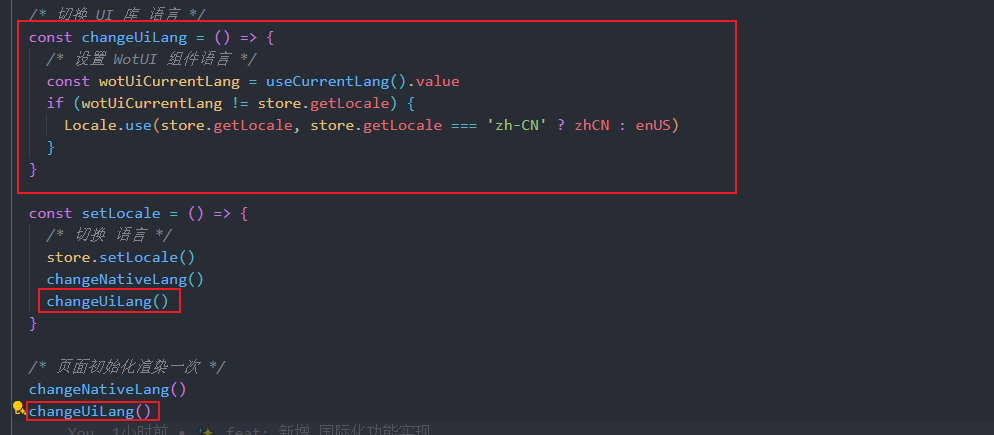 /* 切换 UI 库 语言 */
const changeUiLang = () => {
/* 设置 WotUI 组件语言 */
const wotUiCurrentLang = useCurrentLang().value
if (wotUiCurrentLang != store.getLocale) {
Locale.use(store.getLocale, store.getLocale === 'zh-CN' ? zhCN : enUS)
}
}
const setLocale = () => {
/* 切换 语言 */
store.setLocale()
changeNativeLang()
changeUiLang()
}
/* 页面初始化渲染一次 */
changeNativeLang()
changeUiLang()
You, 1小时前 • ✨ feat: 新增 国际化功能实现